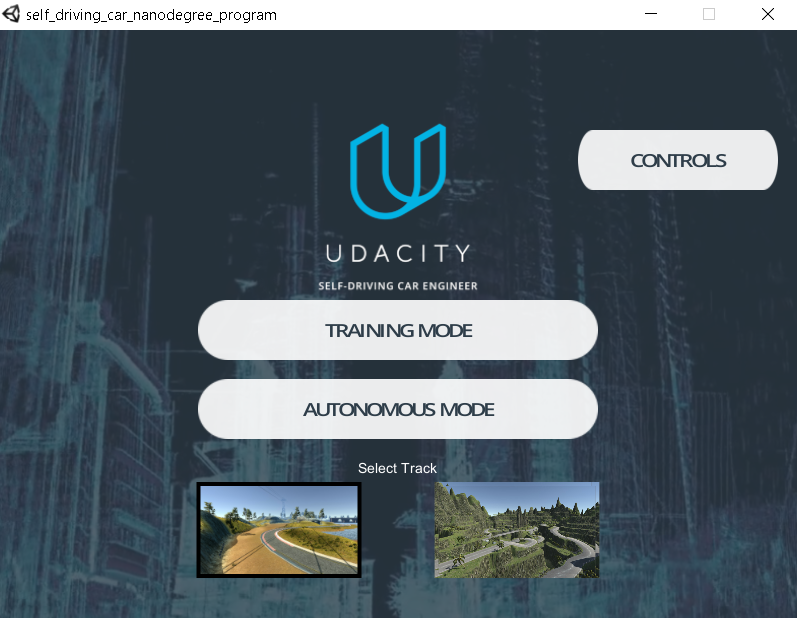 self_driving_car_nanodegree_program
CONTROLS
UDACITY
SELF-DRIVING CAR ENGINEER
TRAINING MODE
AUTONOMOUS MODE
Select Track